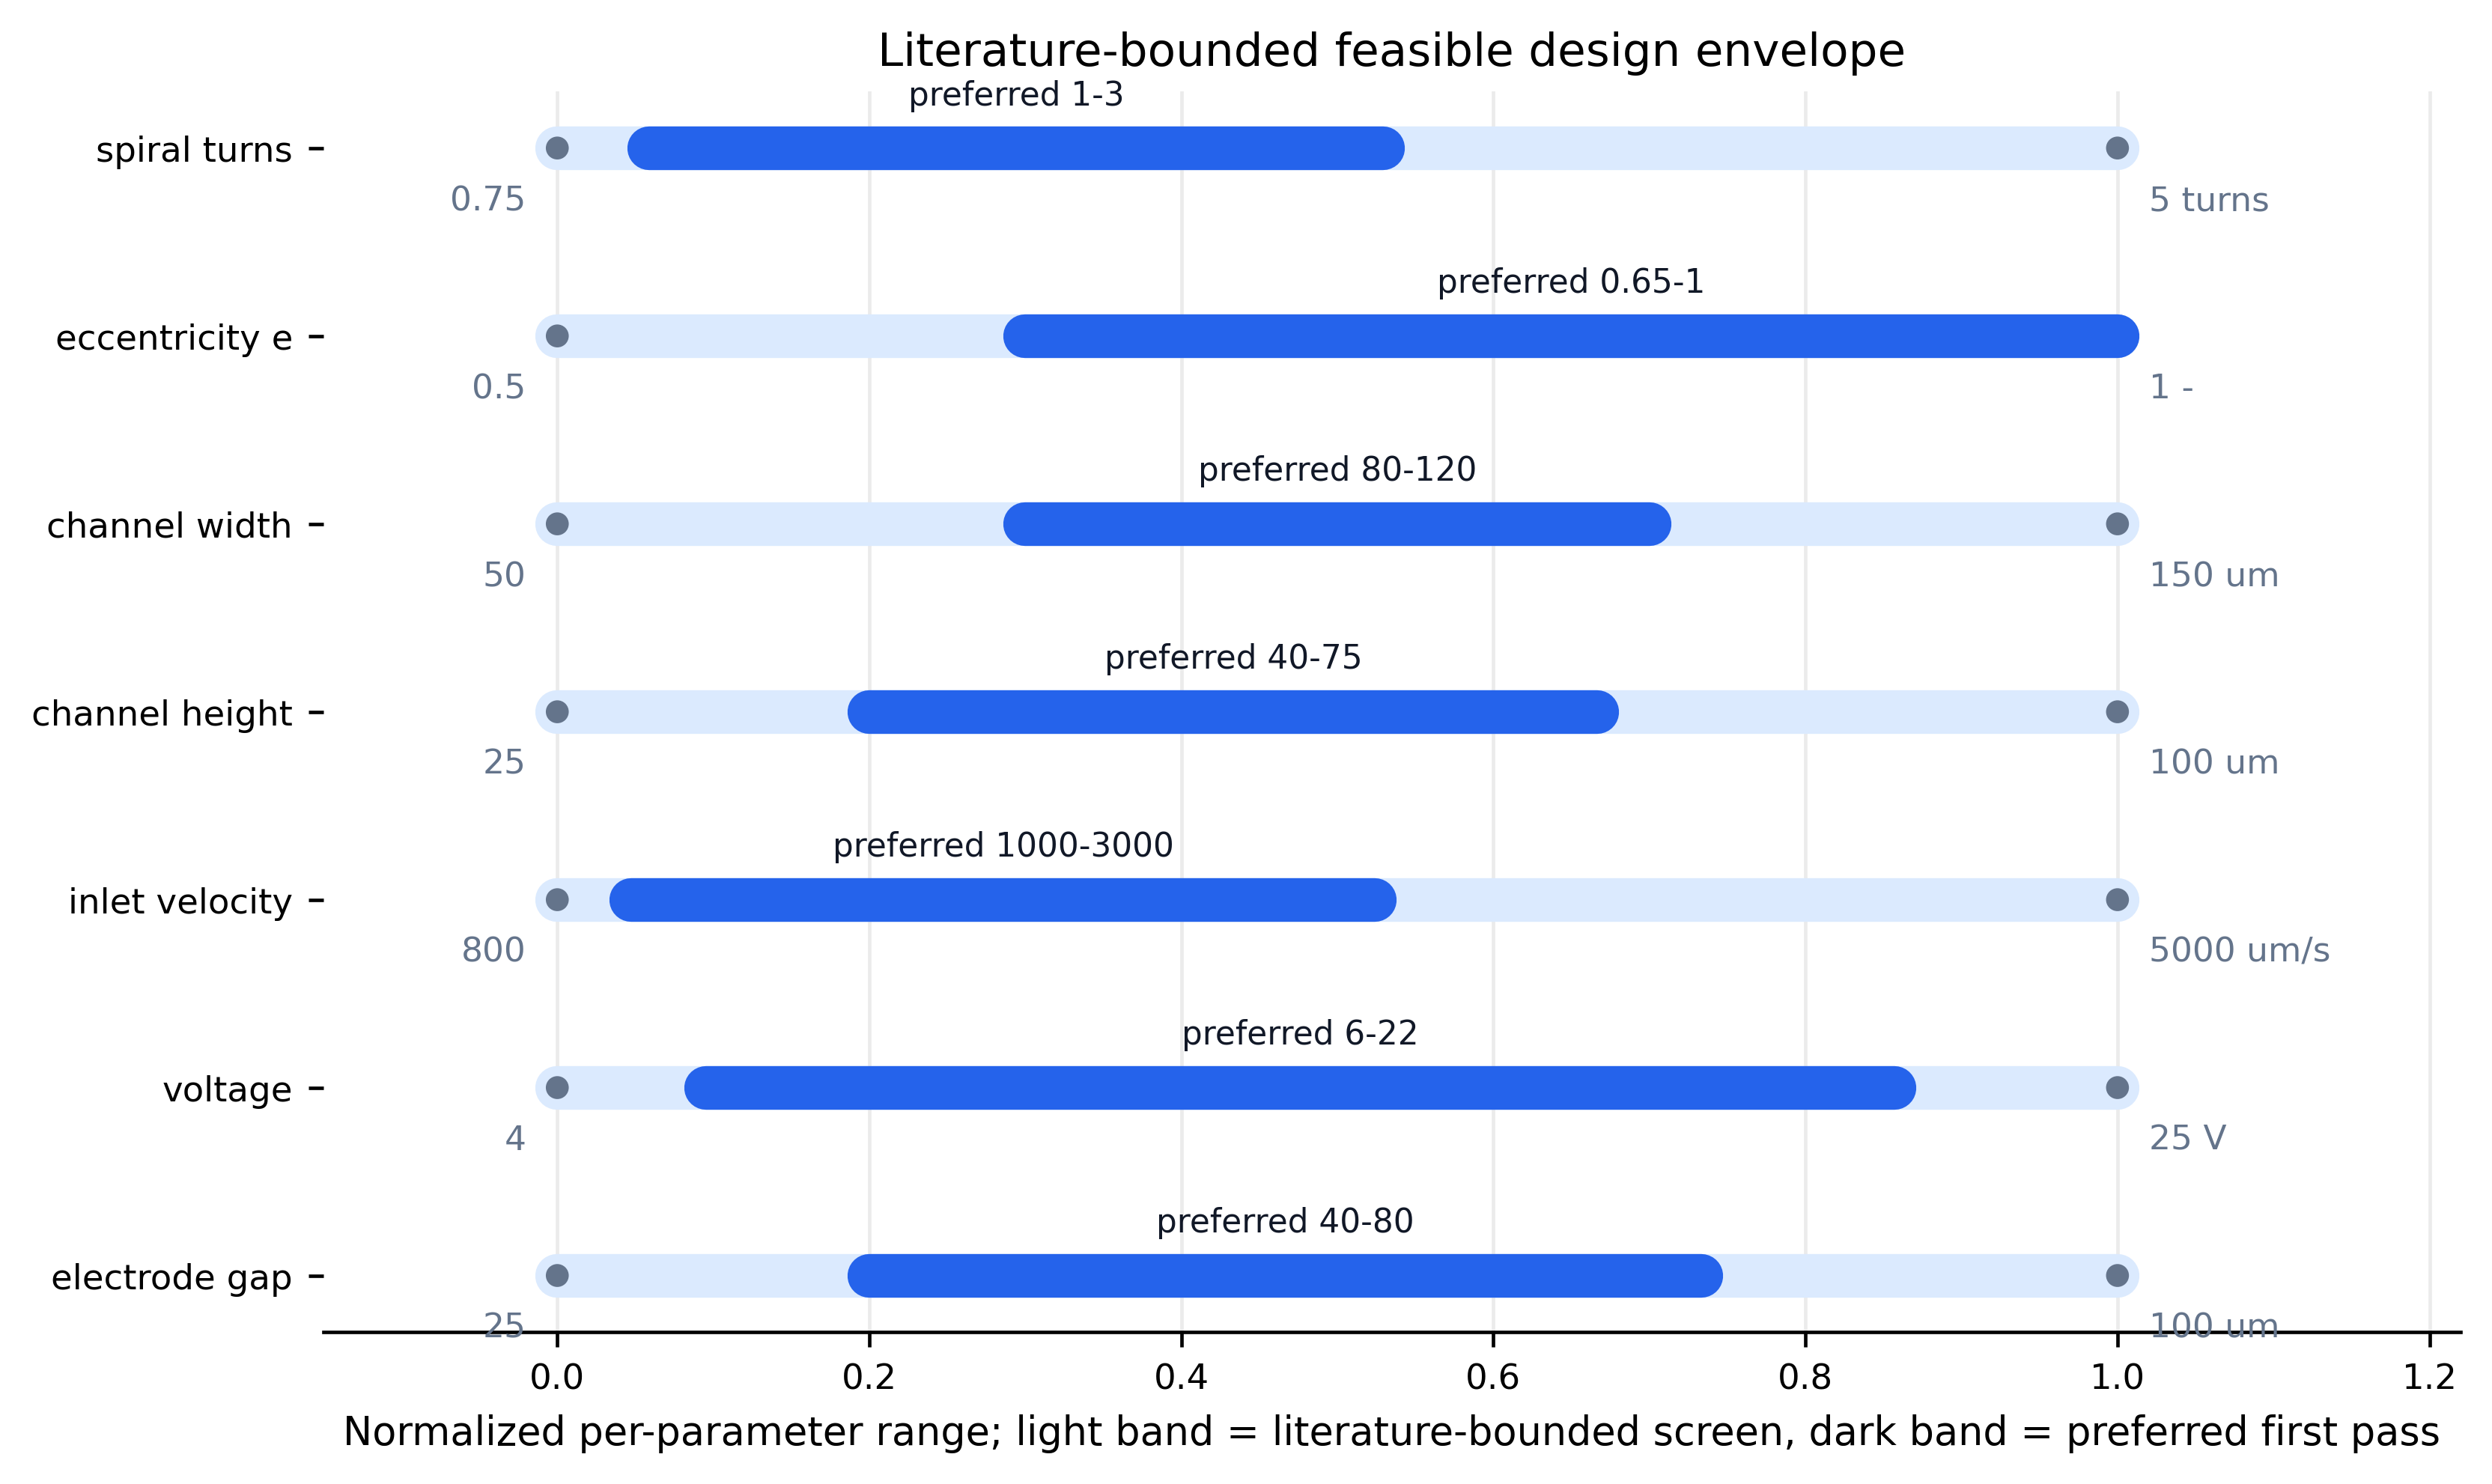 Literature-bounded feasible design envelope
preferred 1-3
spiral turns
0.75
5 turns
preferred 0.65-1
eccentricity e
0.5
1 -
preferred 80-120
channel width
50
150 um
preferred 40-75
channel height
25
100 um
preferred 1000-3000
inlet velocity
800
5000 um/s
preferred 6-22
voltage
4
25 V
preferred 40-80
electrode gap
25
100 um
0.0 0.2 0.4 0.6 0.8 1.0 1.2
Normalized per-parameter range; light band = literature-bounded screen, dark band = preferred first pass